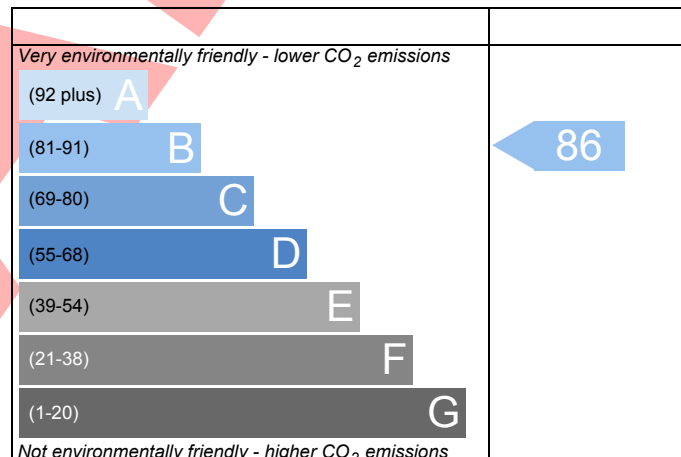 Very environmentally friendly - lower CO2 emissions
(92 plus) A
(81-91) B
86
(69-80) C
(55-68) D
(39-54) E
(21-38) F
(1-20) G
Not environmentally friendly - higher CO2 emissions